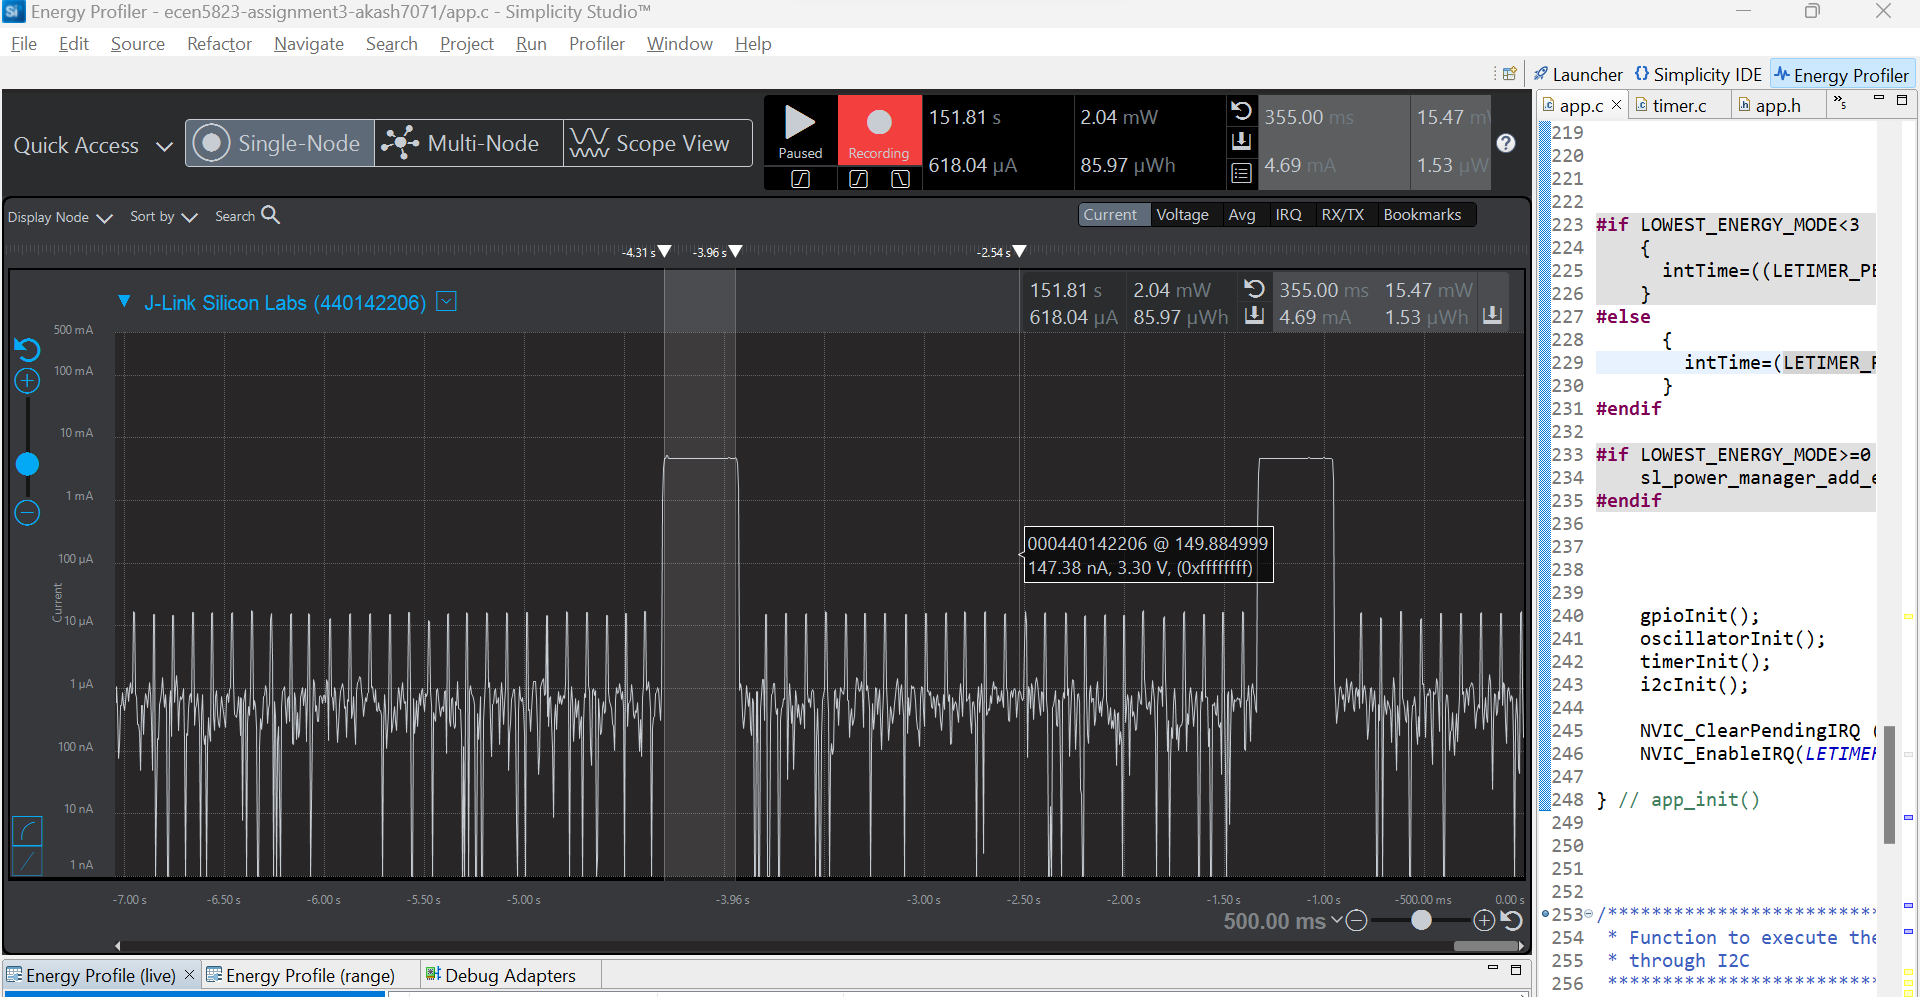 Energy Profiler - ecen5823-assignment3-akash7071/app.c - Simplicity Studio™
File Edit Source Refactor Navigate Search Project Run Profiler Window Help
Launcher Simplicity IDE Energy Profiler
Quick Access Single-Node Multi-Node Scope View
Paused Recording
151.81 s 2.04 mW 355.00 ms 15.47 mW
618.04 µA 85.97 µWh 4.69 mA 1.53 µW
Display Node Sort by Search
Current Voltage Avg IRQ RX/TX Bookmarks
-4.31 s -3.96 s -2.54 s
J-Link Silicon Labs (440142206)
151.81 s 2.04 mW 355.00 ms 15.47 mW
618.04 µA 85.97 µWh 4.69 mA 1.53 µWh
500 mA
100 mA
10 mA
1 mA
100 µA
10 µA
1 µA
100 nA
10 nA
1 nA
Current
000440142206 @ 149.884999
147.38 nA, 3.30 V, (0xffffffff)
-7.00 s -6.50 s -6.00 s -5.50 s -5.00 s -3.96 s -3.00 s -2.50 s -2.00 s -1.50 s -1.00 s -500.00 ms 0.00 s
500.00 ms
Energy Profile (live) Energy Profile (range) Debug Adapters
app.c timer.c app.h »5
219
220
221
222
223 #if LOWEST_ENERGY_MODE<3
224 {
225 intTime=((LETIMER_PE
226 }
227 #else
228 {
229 intTime=(LETIMER_P
230 }
231 #endif
232
233 #if LOWEST_ENERGY_MODE>=0
234 sl_power_manager_add_e
235 #endif
236
237
238
239
240 gpioInit();
241 oscillatorInit();
242 timerInit();
243 i2cInit();
244
245 NVIC_ClearPendingIRQ (
246 NVIC_EnableIRQ(LETIMER
247
248 } // app_init()
249
250
251
252
253 /*************************
254 * Function to execute the
255 * through I2C
256 *************************